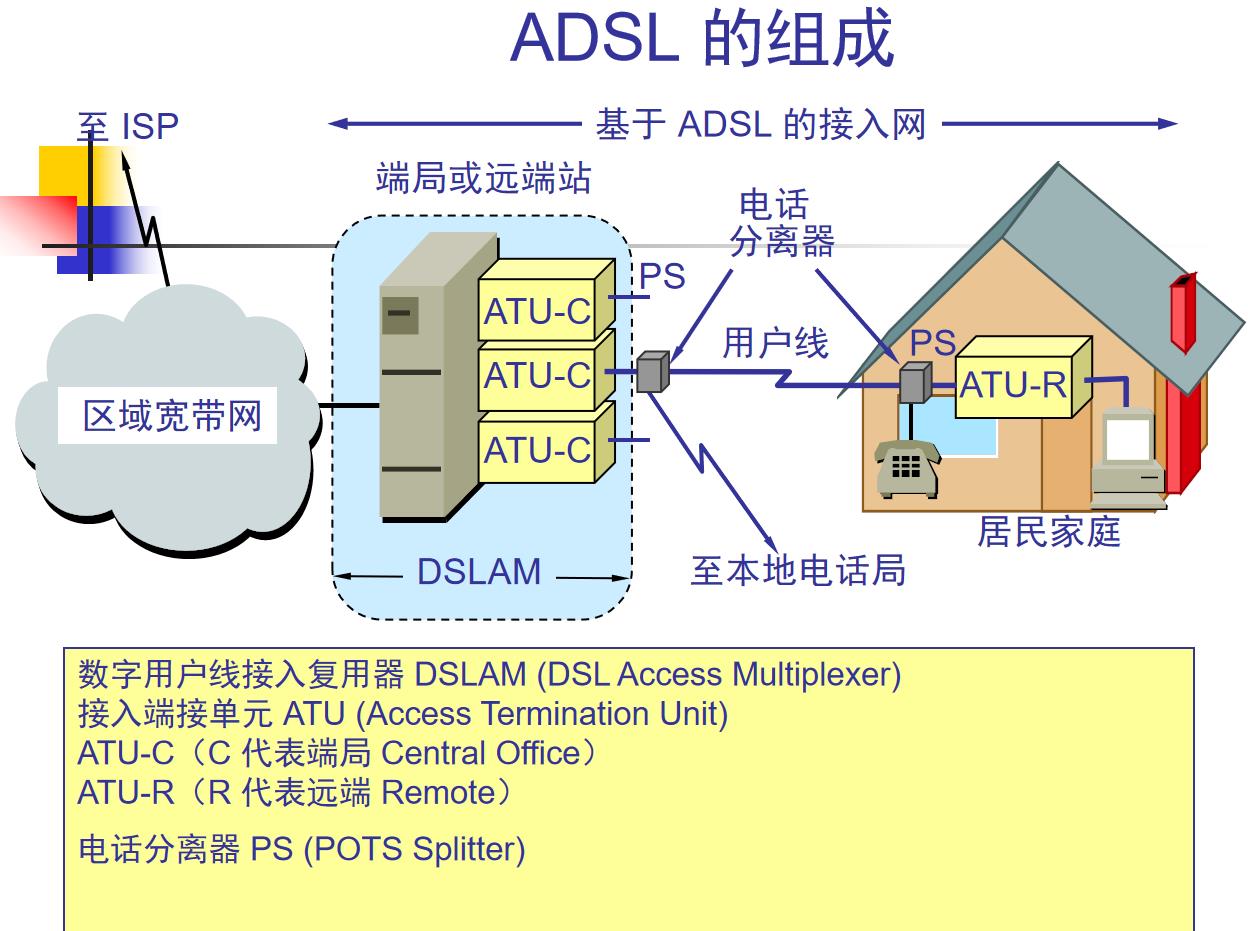 ADSL 的组成
至 ISP
基于 ADSL 的接入网
端局或远端站
电话
分离器
PS
ATU-C
用户线
PS
ATU-C
ATU-R
区域宽带网
ATU-C
居民家庭
DSLAM
至本地电话局
数字用户线接入复用器 DSLAM (DSL Access Multiplexer)
接入端接单元 ATU (Access Termination Unit)
ATU-C（C 代表端局 Central Office）
ATU-R（R 代表远端 Remote）
电话分离器 PS (POTS Splitter)